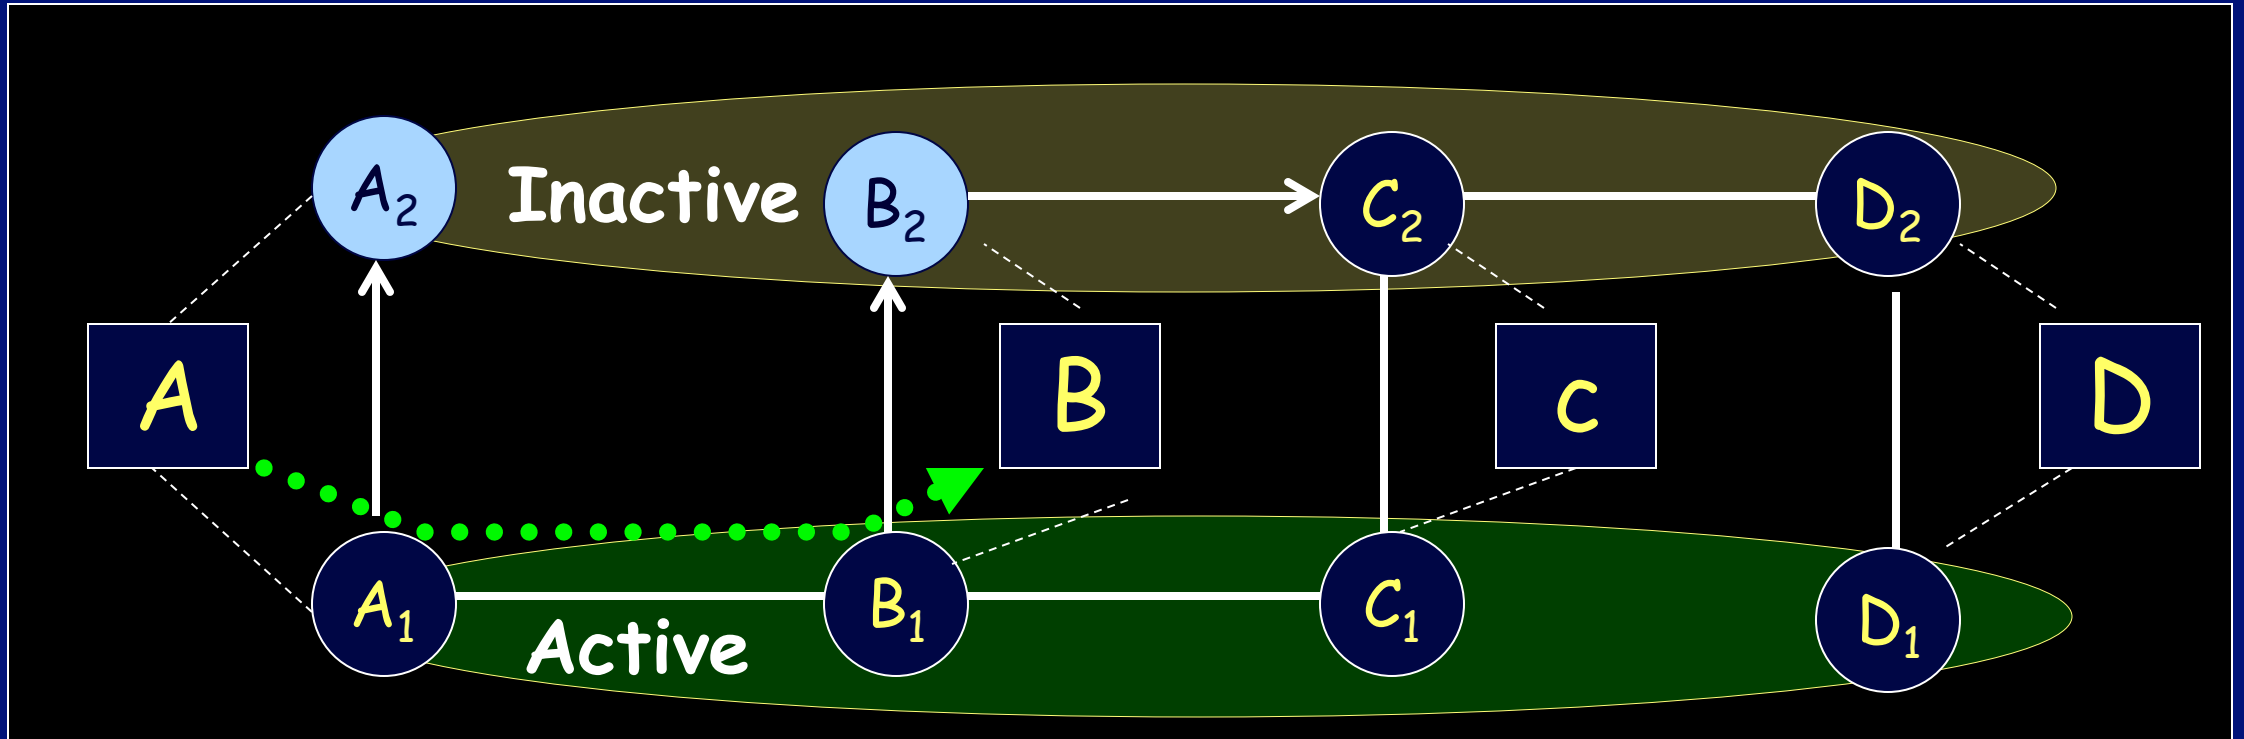 A₂
Inactive
B₂
C₂
D₂
A
B
c
D
A₁
Active
B₁
C₁
D₁